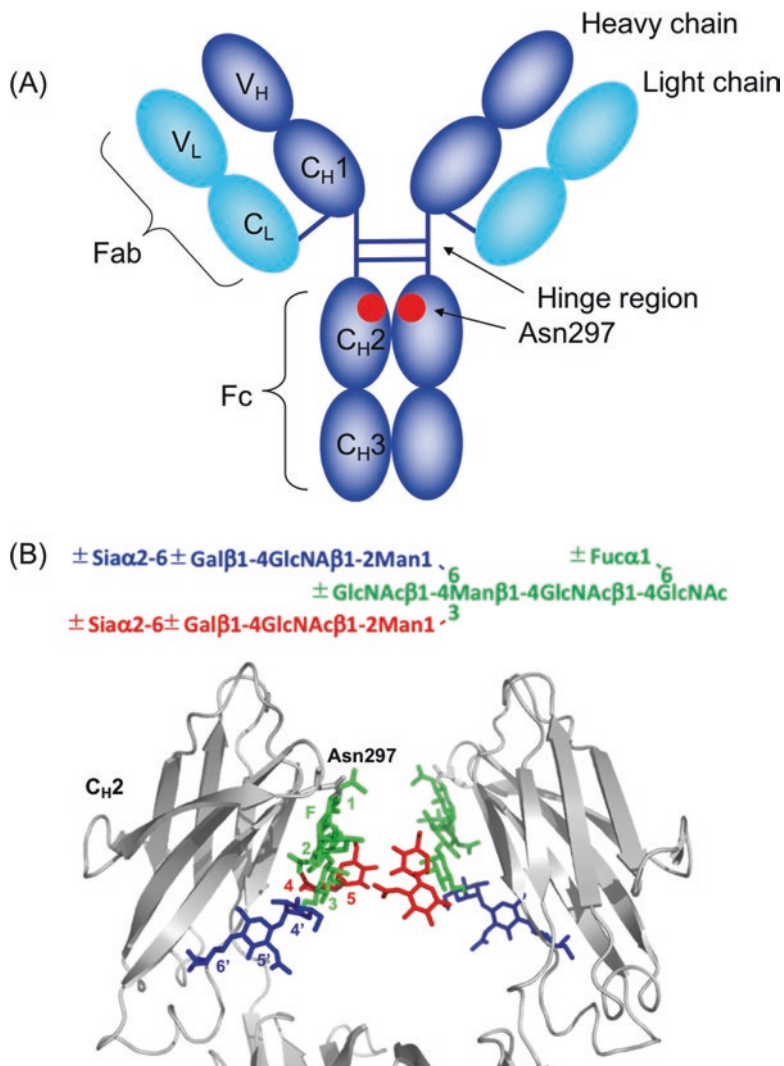 (A)
Heavy chain
Light chain
VH
VL
CH1
CL
Fab
Hinge region
Asn297
CH2
Fc
CH3
(B)
± Siaα2-6 ± Galβ1-4GlcNAβ1-2Man1
± Fucα1
6 6
± GlcNAcβ1-4Manβ1-4GlcNAcβ1-4GlcNAc
3
± Siaα2-6 ± Galβ1-4GlcNAcβ1-2Man1
Asn297
CH2
F 1
2
4 3 5
4'
6' 5'